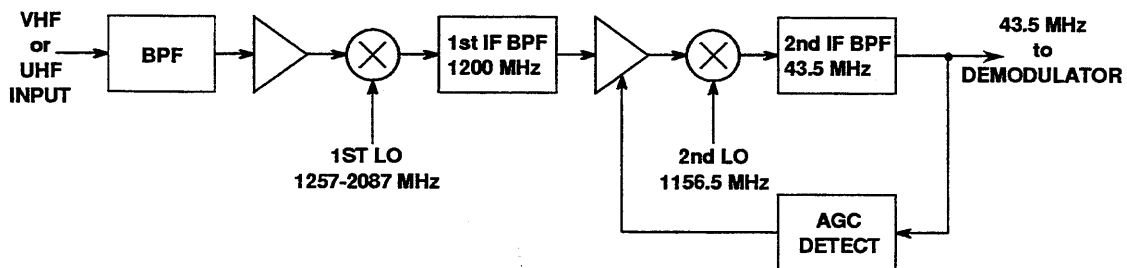 VHF
or
UHF
INPUT
BPF
1st IF BPF
1200 MHz
2nd IF BPF
43.5 MHz
43.5 MHz
to
DEMODULATOR
1ST LO
1257-2087 MHz
2nd LO
1156.5 MHz
AGC
DETECT